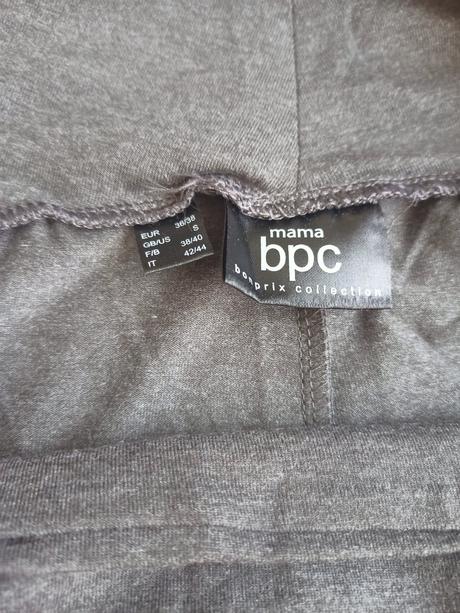 EUR 36/38
GB/US S
F/B 38/40
IT 42/44
mama
bpc
bonprix collection